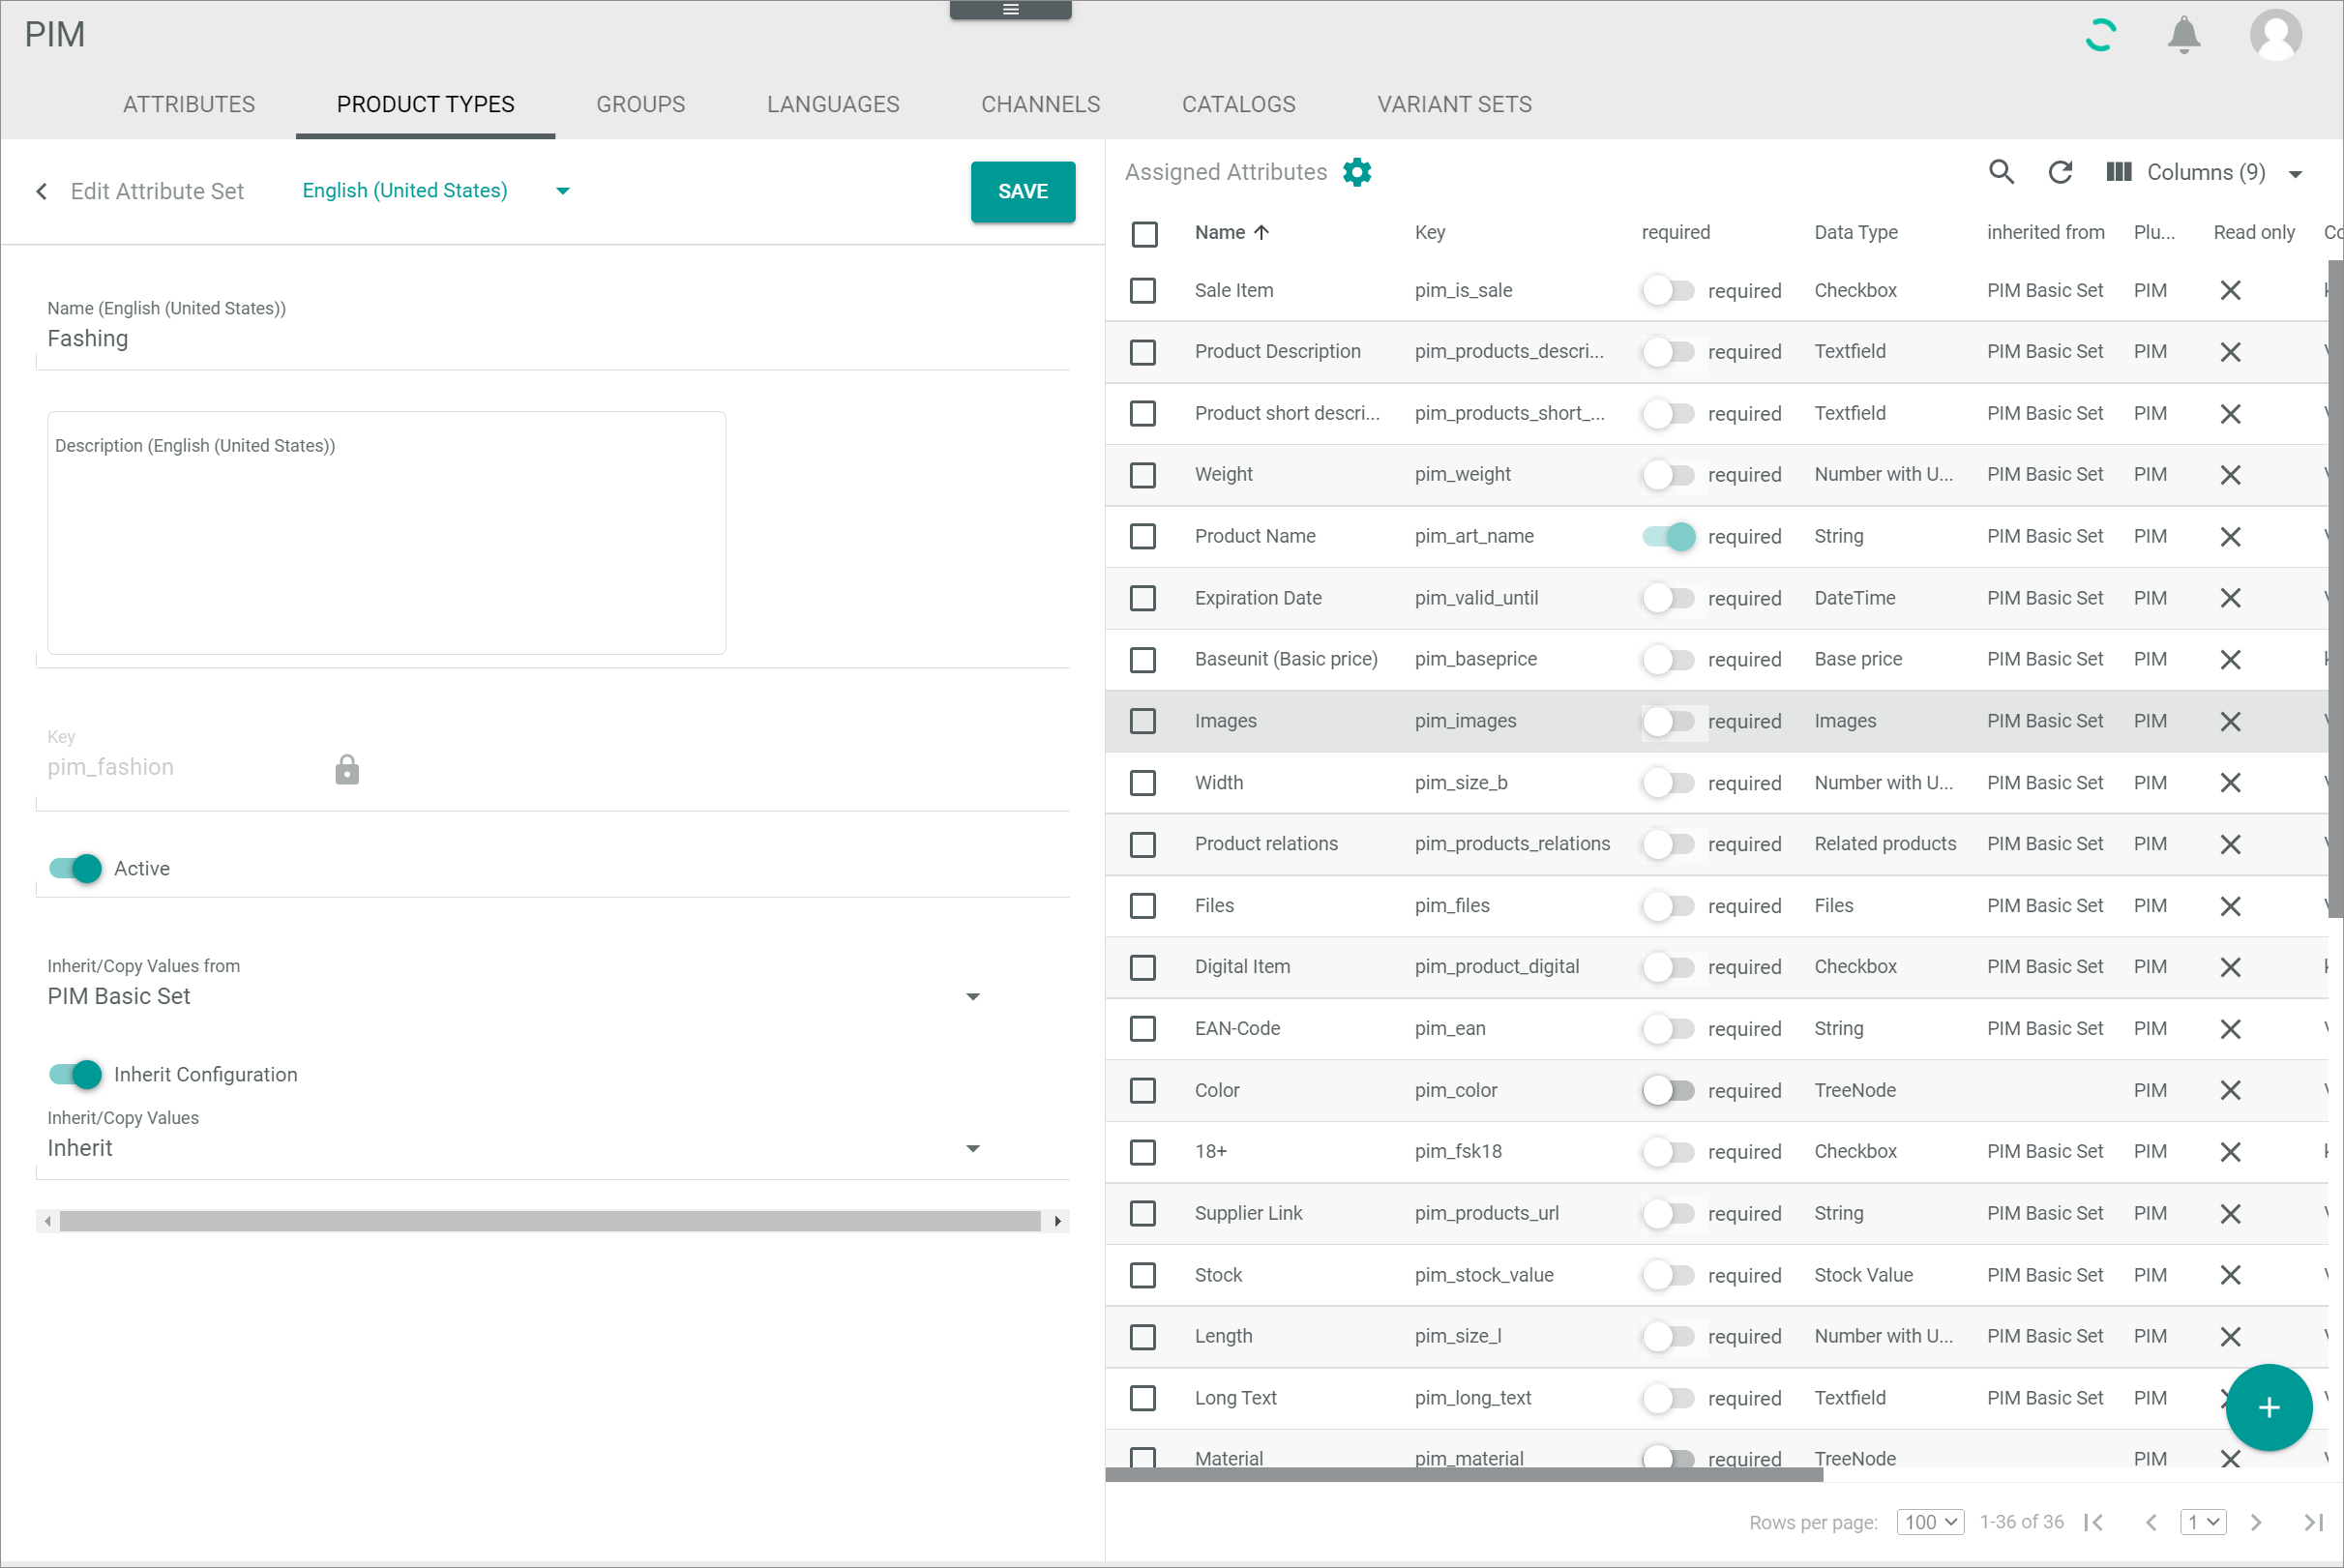 PIM
ATTRIBUTES PRODUCT TYPES GROUPS LANGUAGES CHANNELS CATALOGS VARIANT SETS
Edit Attribute Set English (United States) SAVE
Name (English (United States))
Fashing
Description (English (United States))
Key
pim_fashion
Active
Inherit/Copy Values from
PIM Basic Set
Inherit Configuration
Inherit/Copy Values
Inherit
Assigned Attributes Columns (9)
Name Key required Data Type inherited from Plu... Read only
Sale Item pim_is_sale required Checkbox PIM Basic Set PIM
Product Description pim_products_descri... required Textfield PIM Basic Set PIM
Product short descri... pim_products_short_... required Textfield PIM Basic Set PIM
Weight pim_weight required Number with U... PIM Basic Set PIM
Product Name pim_art_name required String PIM Basic Set PIM
Expiration Date pim_valid_until required DateTime PIM Basic Set PIM
Baseunit (Basic price) pim_baseprice required Base price PIM Basic Set PIM
Images pim_images required Images PIM Basic Set PIM
Width pim_size_b required Number with U... PIM Basic Set PIM
Product relations pim_products_relations required Related products PIM Basic Set PIM
Files pim_files required Files PIM Basic Set PIM
Digital Item pim_product_digital required Checkbox PIM Basic Set PIM
EAN-Code pim_ean required String PIM Basic Set PIM
Color pim_color required TreeNode PIM
18+ pim_fsk18 required Checkbox PIM Basic Set PIM
Supplier Link pim_products_url required String PIM Basic Set PIM
Stock pim_stock_value required Stock Value PIM Basic Set PIM
Length pim_size_l required Number with U... PIM Basic Set PIM
Long Text pim_long_text required Textfield PIM Basic Set PIM
Material pim_material required TreeNode PIM
Rows per page: 100 1-36 of 36 1